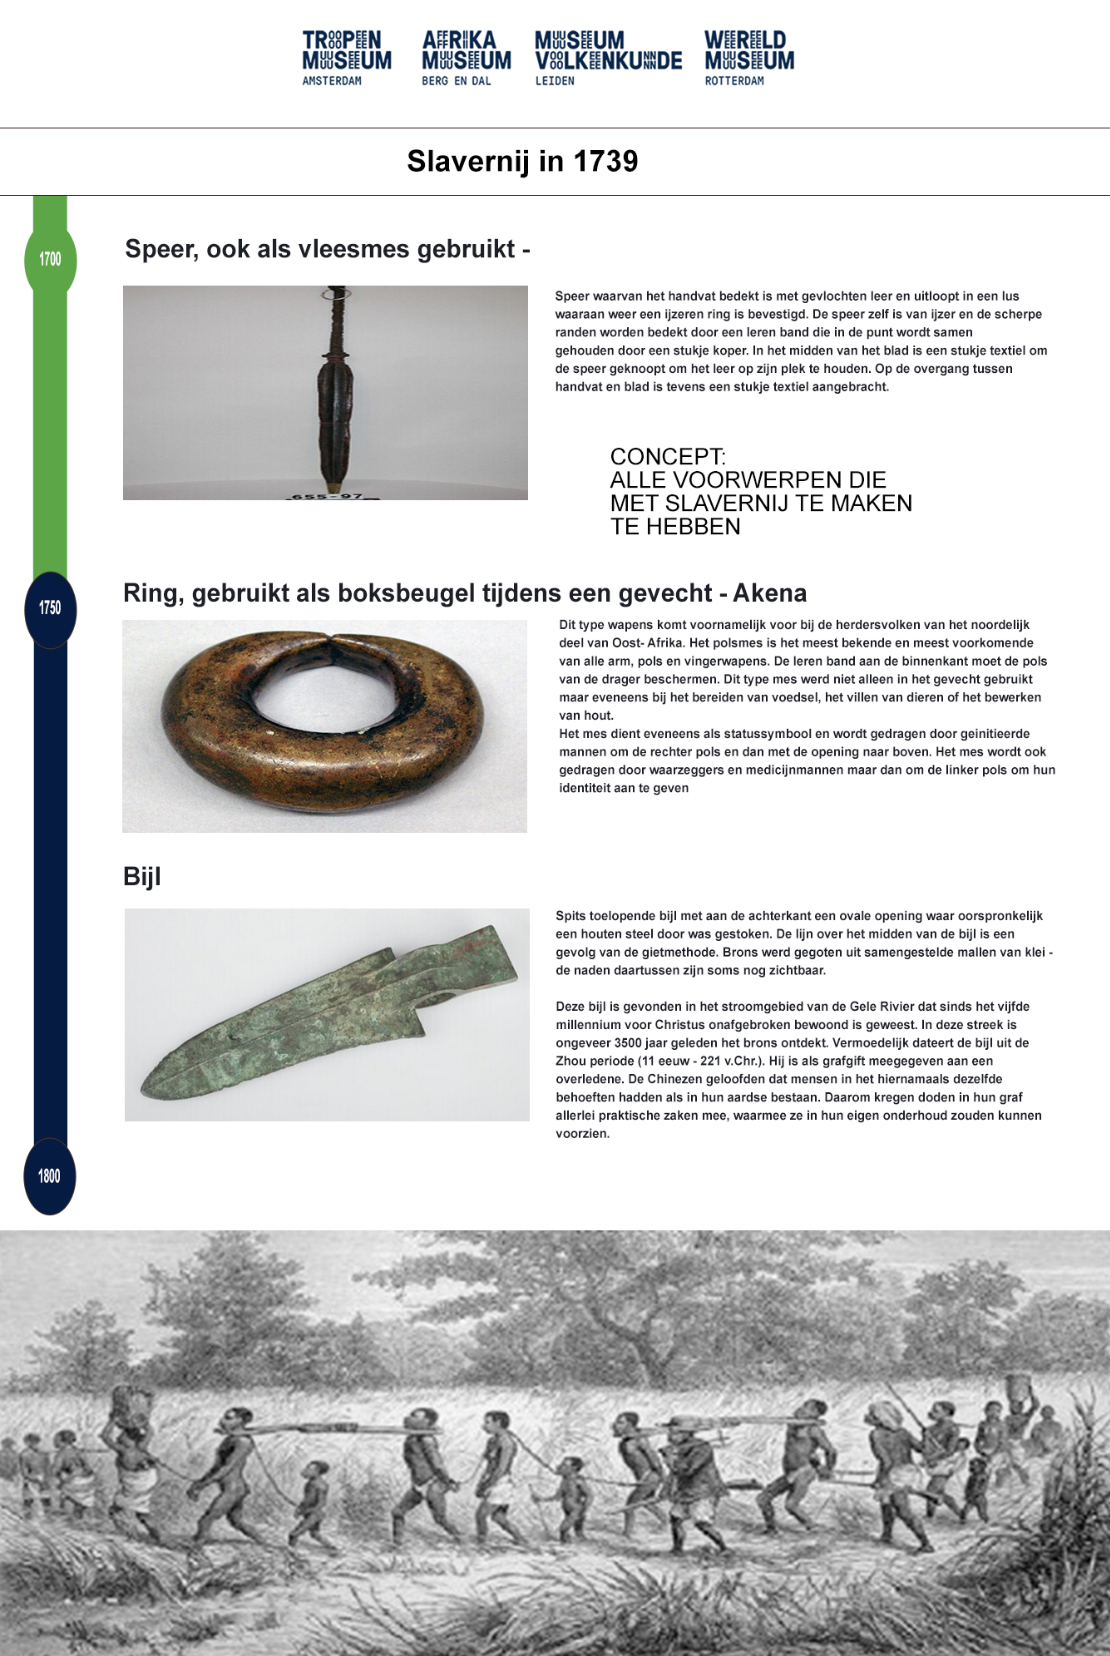 TROPEN MUSEUM AMSTERDAM
AFRIKA MUSEUM BERG EN DAL
MUSEUM VOLKENKUNDE LEIDEN
WERELD MUSEUM ROTTERDAM
Slavernij in 1739
1700
Speer, ook als vleesmes gebruikt -
Speer waarvan het handvat bedekt is met gevlochten leer en uitloopt in een lus
waaraan weer een ijzeren ring is bevestigd. De speer zelf is van ijzer en de scherpe
randen worden bedekt door een leren band die in de punt wordt samen
gehouden door een stukje koper. In het midden van het blad is een stukje textiel om
de speer geknoopt om het leer op zijn plek te houden. Op de overgang tussen
handvat en blad is tevens een stukje textiel aangebracht.
655-97
CONCEPT:
ALLE VOORWERPEN DIE
MET SLAVERNIJ TE MAKEN
TE HEBBEN
1750
Ring, gebruikt als boksbeugel tijdens een gevecht - Akena
Dit type wapens komt voornamelijk voor bij de herdersvolken van het noordelijk
deel van Oost- Afrika. Het polsmes is het meest bekende en meest voorkomende
van alle arm, pols en vingerwapens. De leren band aan de binnenkant moet de pols
van de drager beschermen. Dit type mes werd niet alleen in het gevecht gebruikt
maar eveneens bij het bereiden van voedsel, het villen van dieren of het bewerken
van hout.
Het mes dient eveneens als statussymbool en wordt gedragen door geinitieerde
mannen om de rechter pols en dan met de opening naar boven. Het mes wordt ook
gedragen door waarzeggers en medicijnmannen maar dan om de linker pols om hun
identiteit aan te geven
Bijl
Spits toelopende bijl met aan de achterkant een ovale opening waar oorspronkelijk
een houten steel door was gestoken. De lijn over het midden van de bijl is een
gevolg van de gietmethode. Brons werd gegoten uit samengestelde mallen van klei -
de naden daartussen zijn soms nog zichtbaar.
Deze bijl is gevonden in het stroomgebied van de Gele Rivier dat sinds het vijfde
millennium voor Christus onafgebroken bewoond is geweest. In deze streek is
ongeveer 3500 jaar geleden het brons ontdekt. Vermoedelijk dateert de bijl uit de
Zhou periode (11 eeuw - 221 v.Chr.). Hij is als grafgift meegegeven aan een
overledene. De Chinezen geloofden dat mensen in het hiernamaals dezelfde
behoeften hadden als in hun aardse bestaan. Daarom kregen doden in hun graf
allerlei praktische zaken mee, waarmee ze in hun eigen onderhoud zouden kunnen
voorzien.
1800